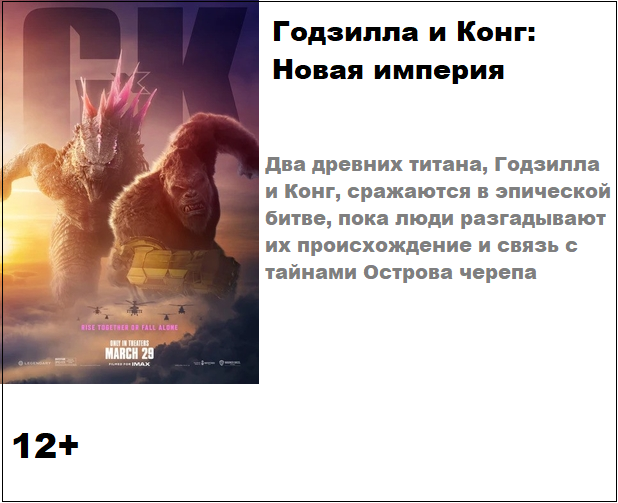 GK
Годзилла и Конг:
Новая империя
Два древних титана, Годзилла
и Конг, сражаются в эпической
битве, пока люди разгадывают
их происхождение и связь с
тайнами Острова черепа
RISE TOGETHER OR FALL ALONE
ONLY IN THEATERS
MARCH 29
FILMED FOR IMAX
LEGENDARY
12+